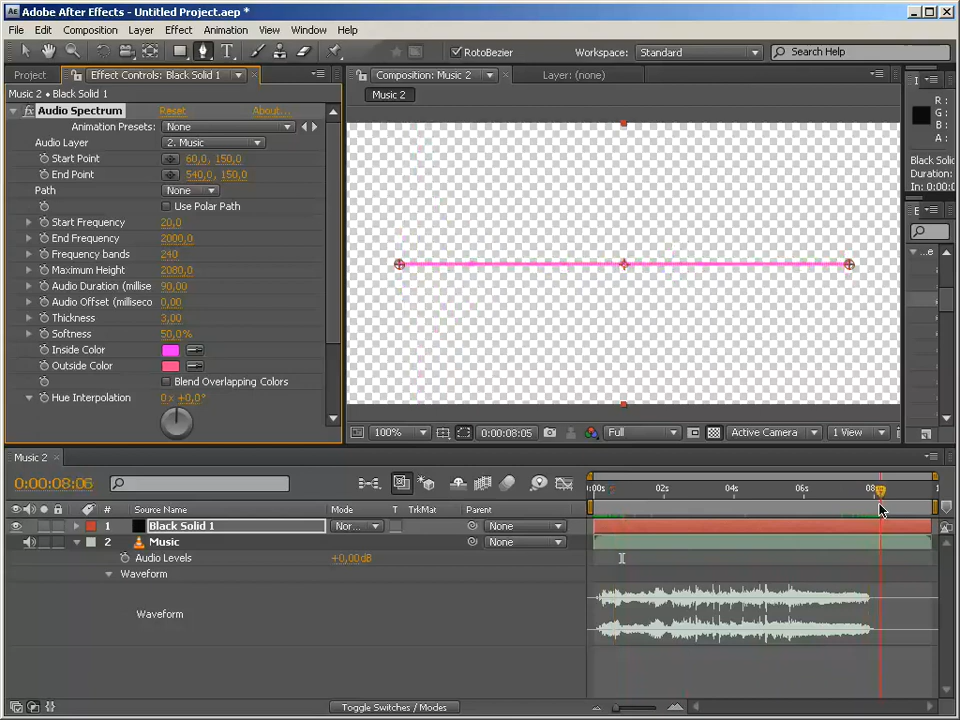 Adobe After Effects - Untitled Project.aep *
File Edit Composition Layer Effect Animation View Window Help
RotoBezier Workspace: Standard Search Help
Project Effect Controls: Black Solid 1 Composition: Music 2 Layer: (none)
Music 2 • Black Solid 1
Music 2
Audio Spectrum Reset About...
Animation Presets: None
Audio Layer 2. Music
Start Point 60,0, 150,0
End Point 540,0, 150,0
Path None
Use Polar Path
Start Frequency 20,0
End Frequency 2000,0
Frequency bands 240
Maximum Height 2080,0
Audio Duration (millise 90,00
Audio Offset (milliseco 0,00
Thickness 3,00
Softness 50,0%
Inside Color
Outside Color
Blend Overlapping Colors
Hue Interpolation 0 x +0,0°
R :
G :
B :
A :
Black So
Duration:
In: 0:00:0
E
...e
100% 0:00:08:05 Full Active Camera 1 View
Music 2
0:00:08:06
:00s 02s 04s 06s 08s 1
# Source Name Mode T TrkMat Parent
1 Black Solid 1 Nor... None
2 Music None
Audio Levels +0,00dB
Waveform
Waveform
Toggle Switches / Modes